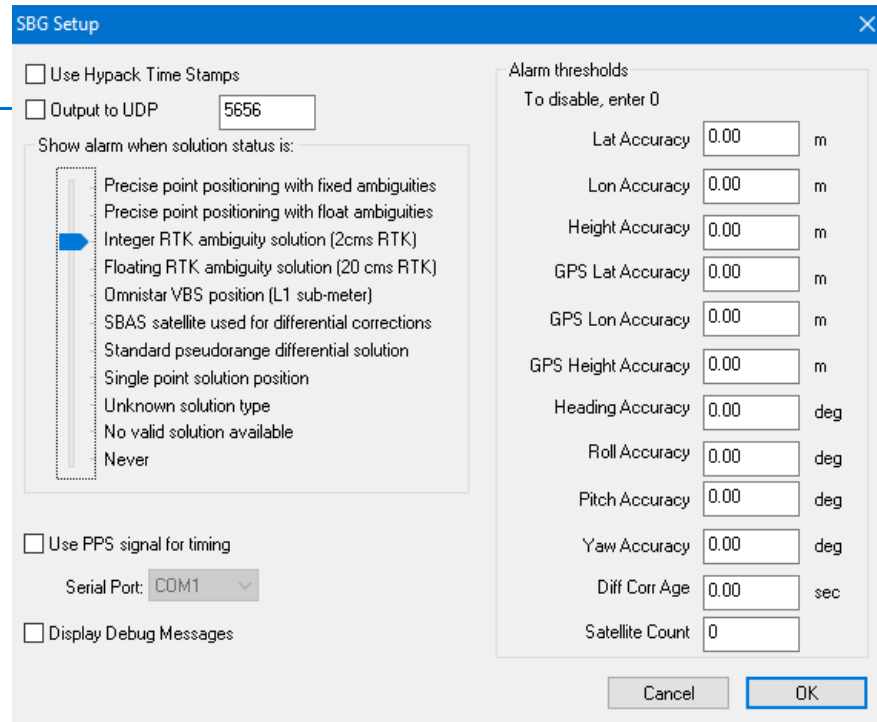 SBG Setup
Use Hypack Time Stamps
Output to UDP 5656
Show alarm when solution status is:
Precise point positioning with fixed ambiguities
Precise point positioning with float ambiguities
Integer RTK ambiguity solution (2cms RTK)
Floating RTK ambiguity solution (20 cms RTK)
Omnistar VBS position (L1 sub-meter)
SBAS satellite used for differential corrections
Standard pseudorange differential solution
Single point solution position
Unknown solution type
No valid solution available
Never
Use PPS signal for timing
Serial Port: COM1
Display Debug Messages
Alarm thresholds
To disable, enter 0
Lat Accuracy 0.00 m
Lon Accuracy 0.00 m
Height Accuracy 0.00 m
GPS Lat Accuracy 0.00 m
GPS Lon Accuracy 0.00 m
GPS Height Accuracy 0.00 m
Heading Accuracy 0.00 deg
Roll Accuracy 0.00 deg
Pitch Accuracy 0.00 deg
Yaw Accuracy 0.00 deg
Diff Corr Age 0.00 sec
Satellite Count 0
Cancel OK